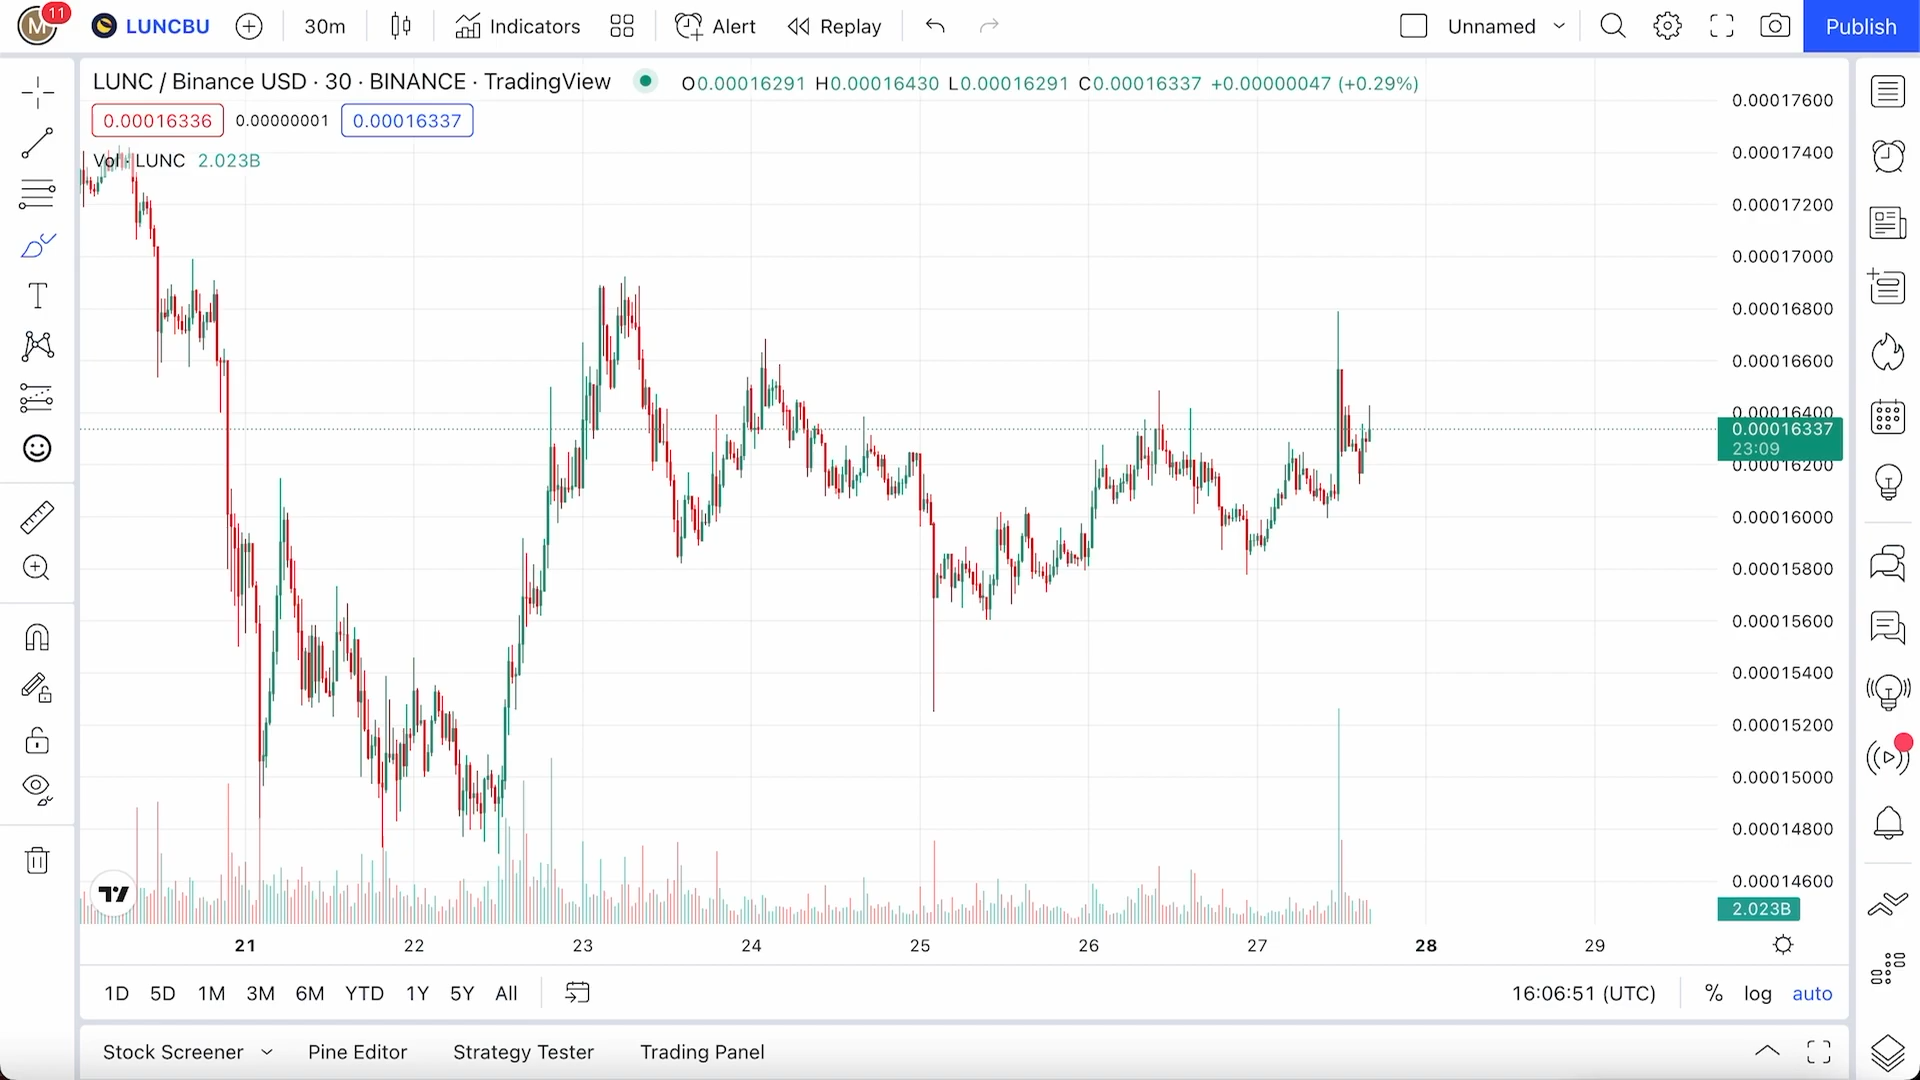 M 11 LUNCBU 30m Indicators Alert Replay Unnamed Publish
LUNC / Binance USD · 30 · BINANCE · TradingView O0.00016291 H0.00016430 L0.00016291 C0.00016337 +0.00000047 (+0.29%)
0.00016336 0.00000001 0.00016337
Vol · LUNC 2.023B
0.00017600
0.00017400
0.00017200
0.00017000
0.00016800
0.00016600
0.00016400
0.00016337
23:09
0.00016200
0.00016000
0.00015800
0.00015600
0.00015400
0.00015200
0.00015000
0.00014800
0.00014600
2.023B
21 22 23 24 25 26 27 28 29
1D 5D 1M 3M 6M YTD 1Y 5Y All 16:06:51 (UTC) % log auto
Stock Screener Pine Editor Strategy Tester Trading Panel